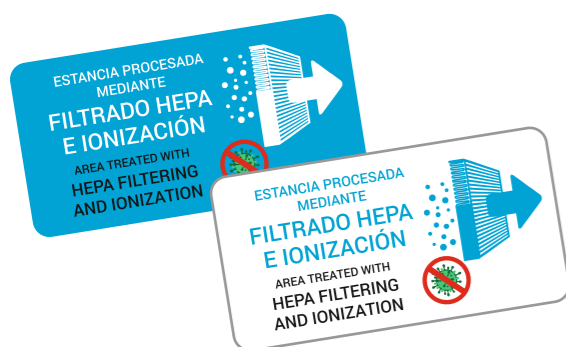 ESTANCIA PROCESADA
MEDIANTE
FILTRADO HEPA
E IONIZACIÓN
AREA TREATED WITH
HEPA FILTERING
AND IONIZATION
ESTANCIA PROCESADA
MEDIANTE
FILTRADO HEPA
E IONIZACIÓN
AREA TREATED WITH
HEPA FILTERING
AND IONIZATION